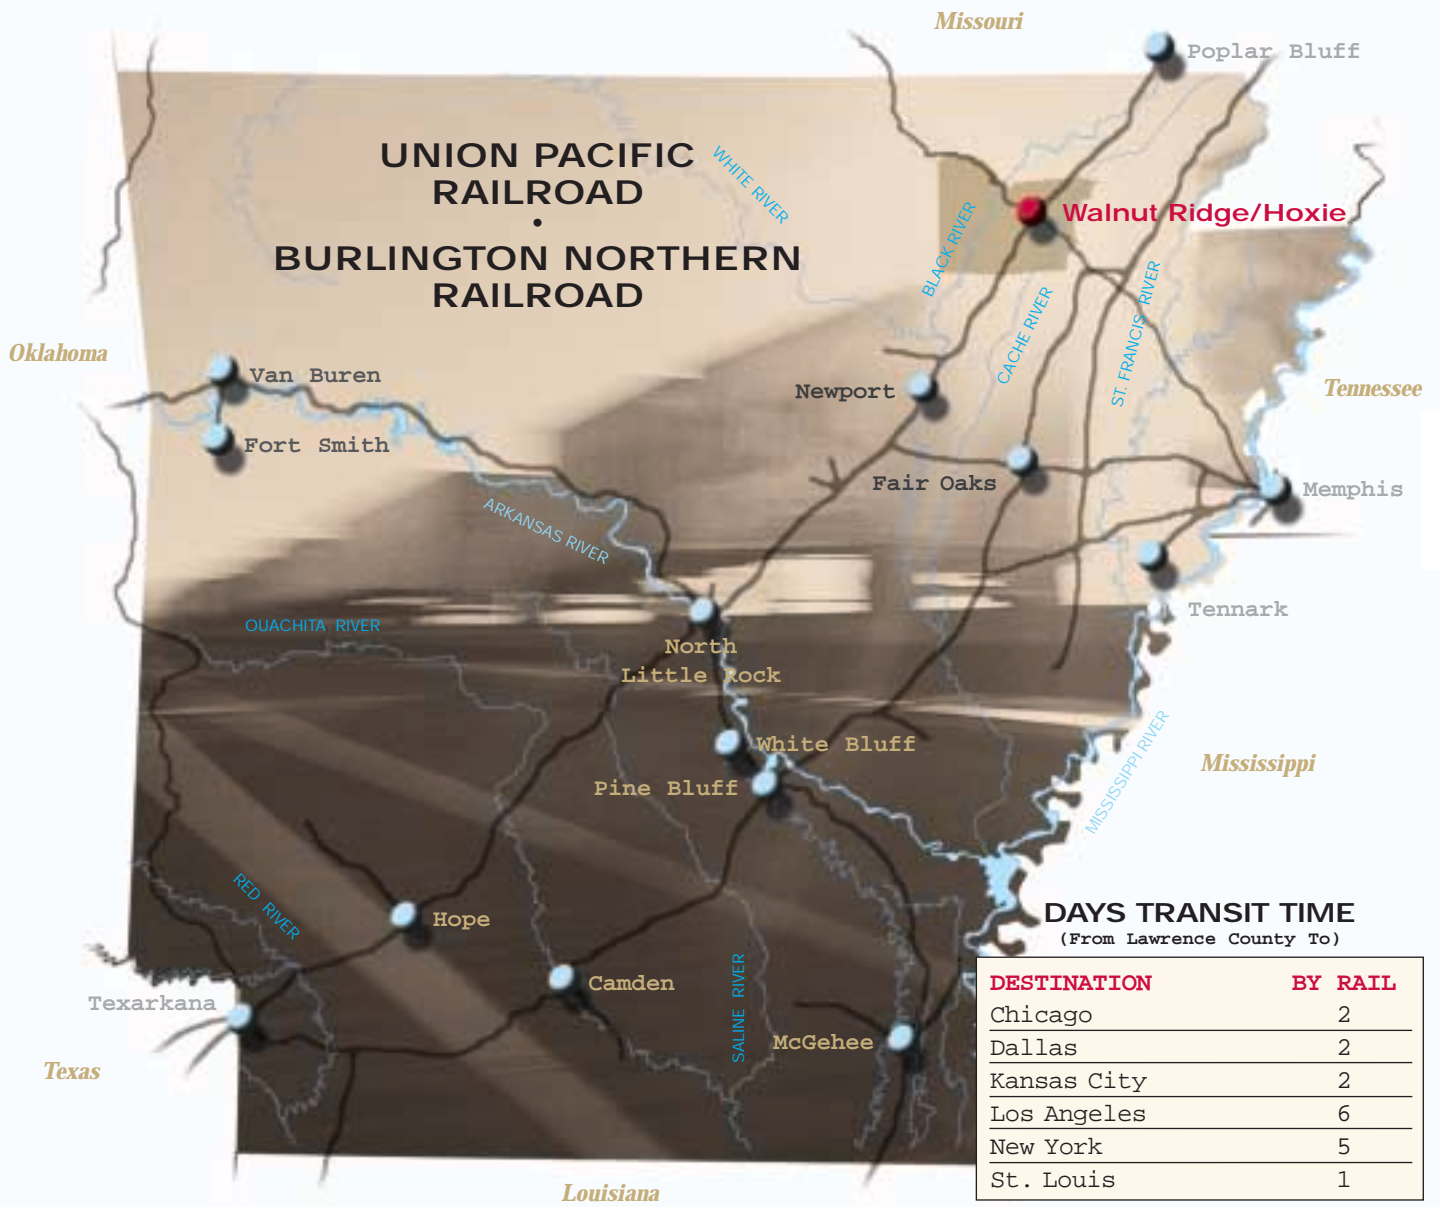 Missouri
Poplar Bluff
UNION PACIFIC
RAILROAD
•
BURLINGTON NORTHERN
RAILROAD
WHITE RIVER
Walnut Ridge/Hoxie
BLACK RIVER
CACHE RIVER
ST. FRANCIS RIVER
Oklahoma
Van Buren
Tennessee
Newport
Fort Smith
Fair Oaks
Memphis
ARKANSAS RIVER
Tennark
OUACHITA RIVER
North
Little Rock
White Bluff
Pine Bluff
MISSISSIPPI RIVER
Mississippi
RED RIVER
Hope
Camden
SALINE RIVER
McGehee
Texarkana
Texas
Louisiana
DAYS TRANSIT TIME
(From Lawrence County To)
DESTINATION BY RAIL
Chicago 2
Dallas 2
Kansas City 2
Los Angeles 6
New York 5
St. Louis 1